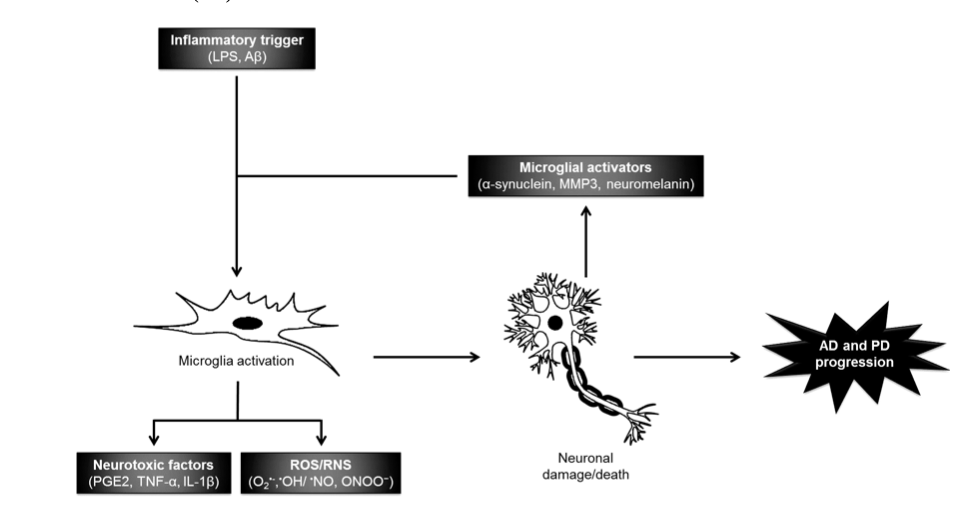 Inflammatory trigger
(LPS, Aβ)
Microglial activators
(α-synuclein, MMP3, neuromelanin)
Microglia activation
AD and PD
progression
Neurotoxic factors
(PGE2, TNF-α, IL-1β)
ROS/RNS
(O₂•⁻,•OH/ •NO, ONOO⁻)
Neuronal
damage/death